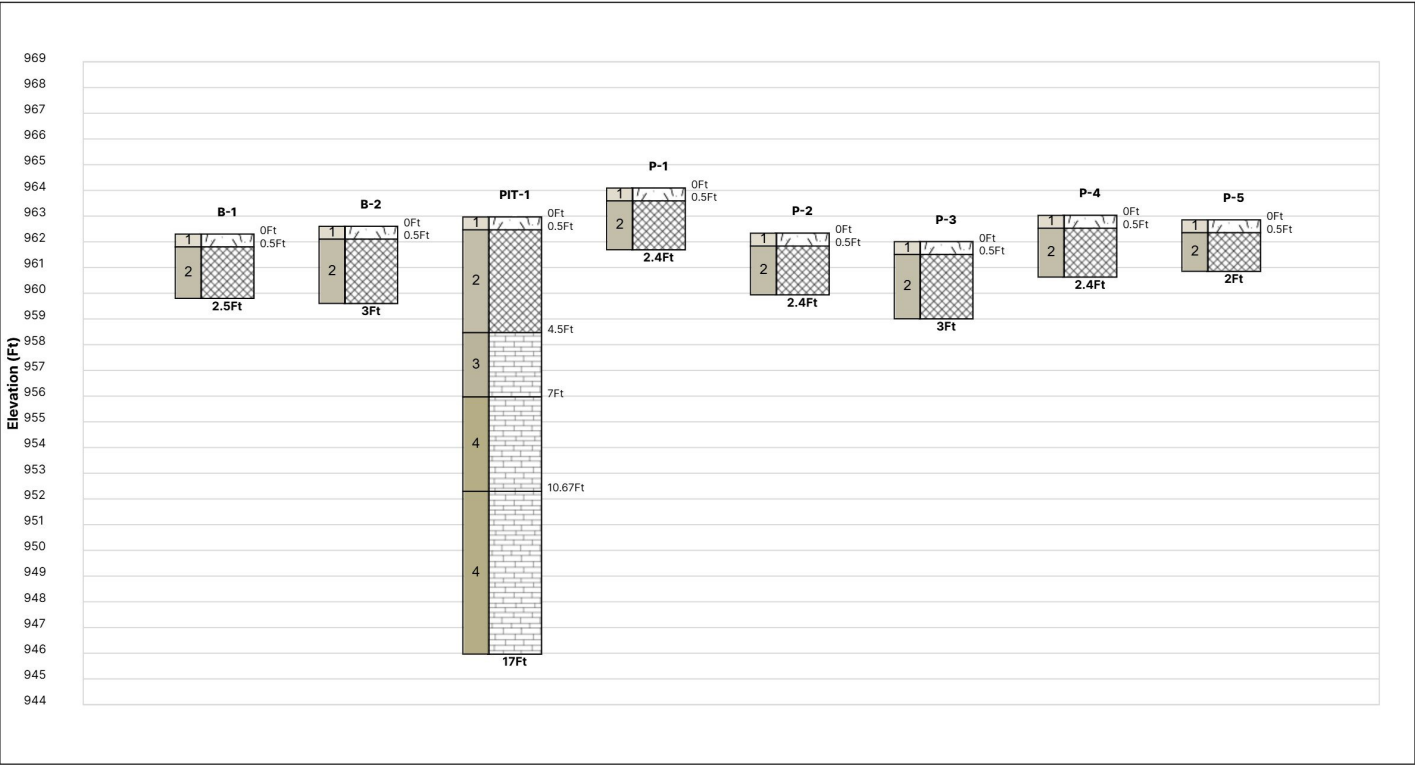 969
968
967
966
965
964
963
962
961
960
959
958
957
956
955
954
953
952
951
950
949
948
947
946
945
944
Elevation (Ft)
B-1
1
2
0Ft
0.5Ft
2.5Ft
B-2
1
2
0Ft
0.5Ft
3Ft
PIT-1
1
2
3
4
4
0Ft
0.5Ft
4.5Ft
7Ft
10.67Ft
17Ft
P-1
1
2
0Ft
0.5Ft
2.4Ft
P-2
1
2
0Ft
0.5Ft
2.4Ft
P-3
1
2
0Ft
0.5Ft
3Ft
P-4
1
2
0Ft
0.5Ft
2.4Ft
P-5
1
2
0Ft
0.5Ft
2Ft